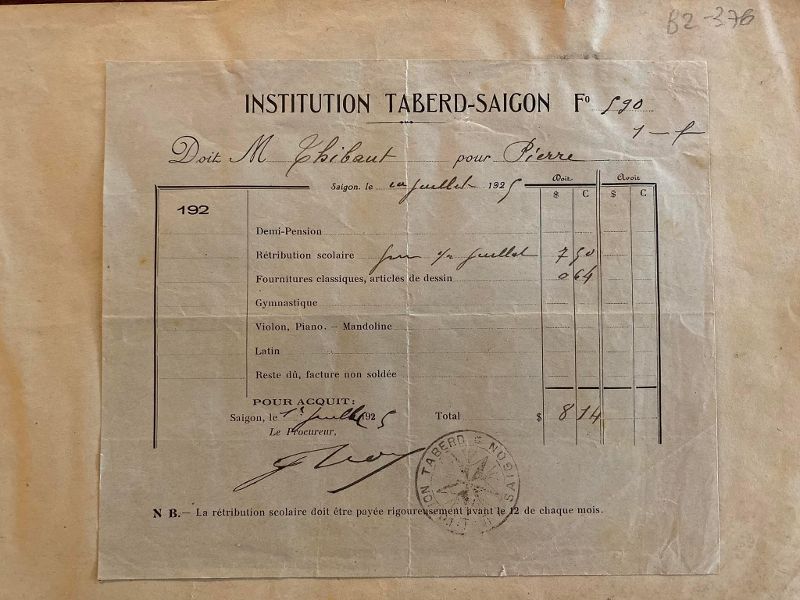 B2-376
INSTITUTION TABERD-SAIGON Fº 590
1 - f
Doit M Thibaut pour Pierre
Saigon, le 1er juillet 1925
Doit Avoir
$ C $ C
192
Demi-Pension
Rétribution scolaire juillet 7 50
Fournitures classiques, articles de dessin 0 64
Gymnastique
Violon, Piano. — Mandoline
Latin
Reste dû, facture non soldée
POUR ACQUIT:
Saigon, le 1er juillet 1925 Total $ 8 14
Le Procureur,
INSTITUTION TABERD SAIGON
N B.— La rétribution scolaire doit être payée rigoureusement avant le 12 de chaque mois.